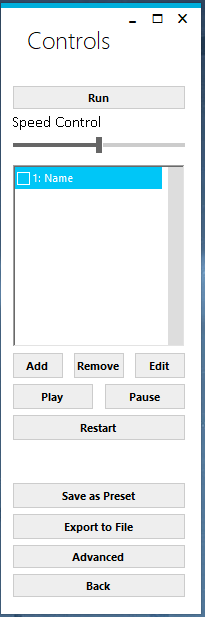 Controls
Run
Speed Control
1: Name
Add Remove Edit
Play Pause
Restart
Save as Preset
Export to File
Advanced
Back